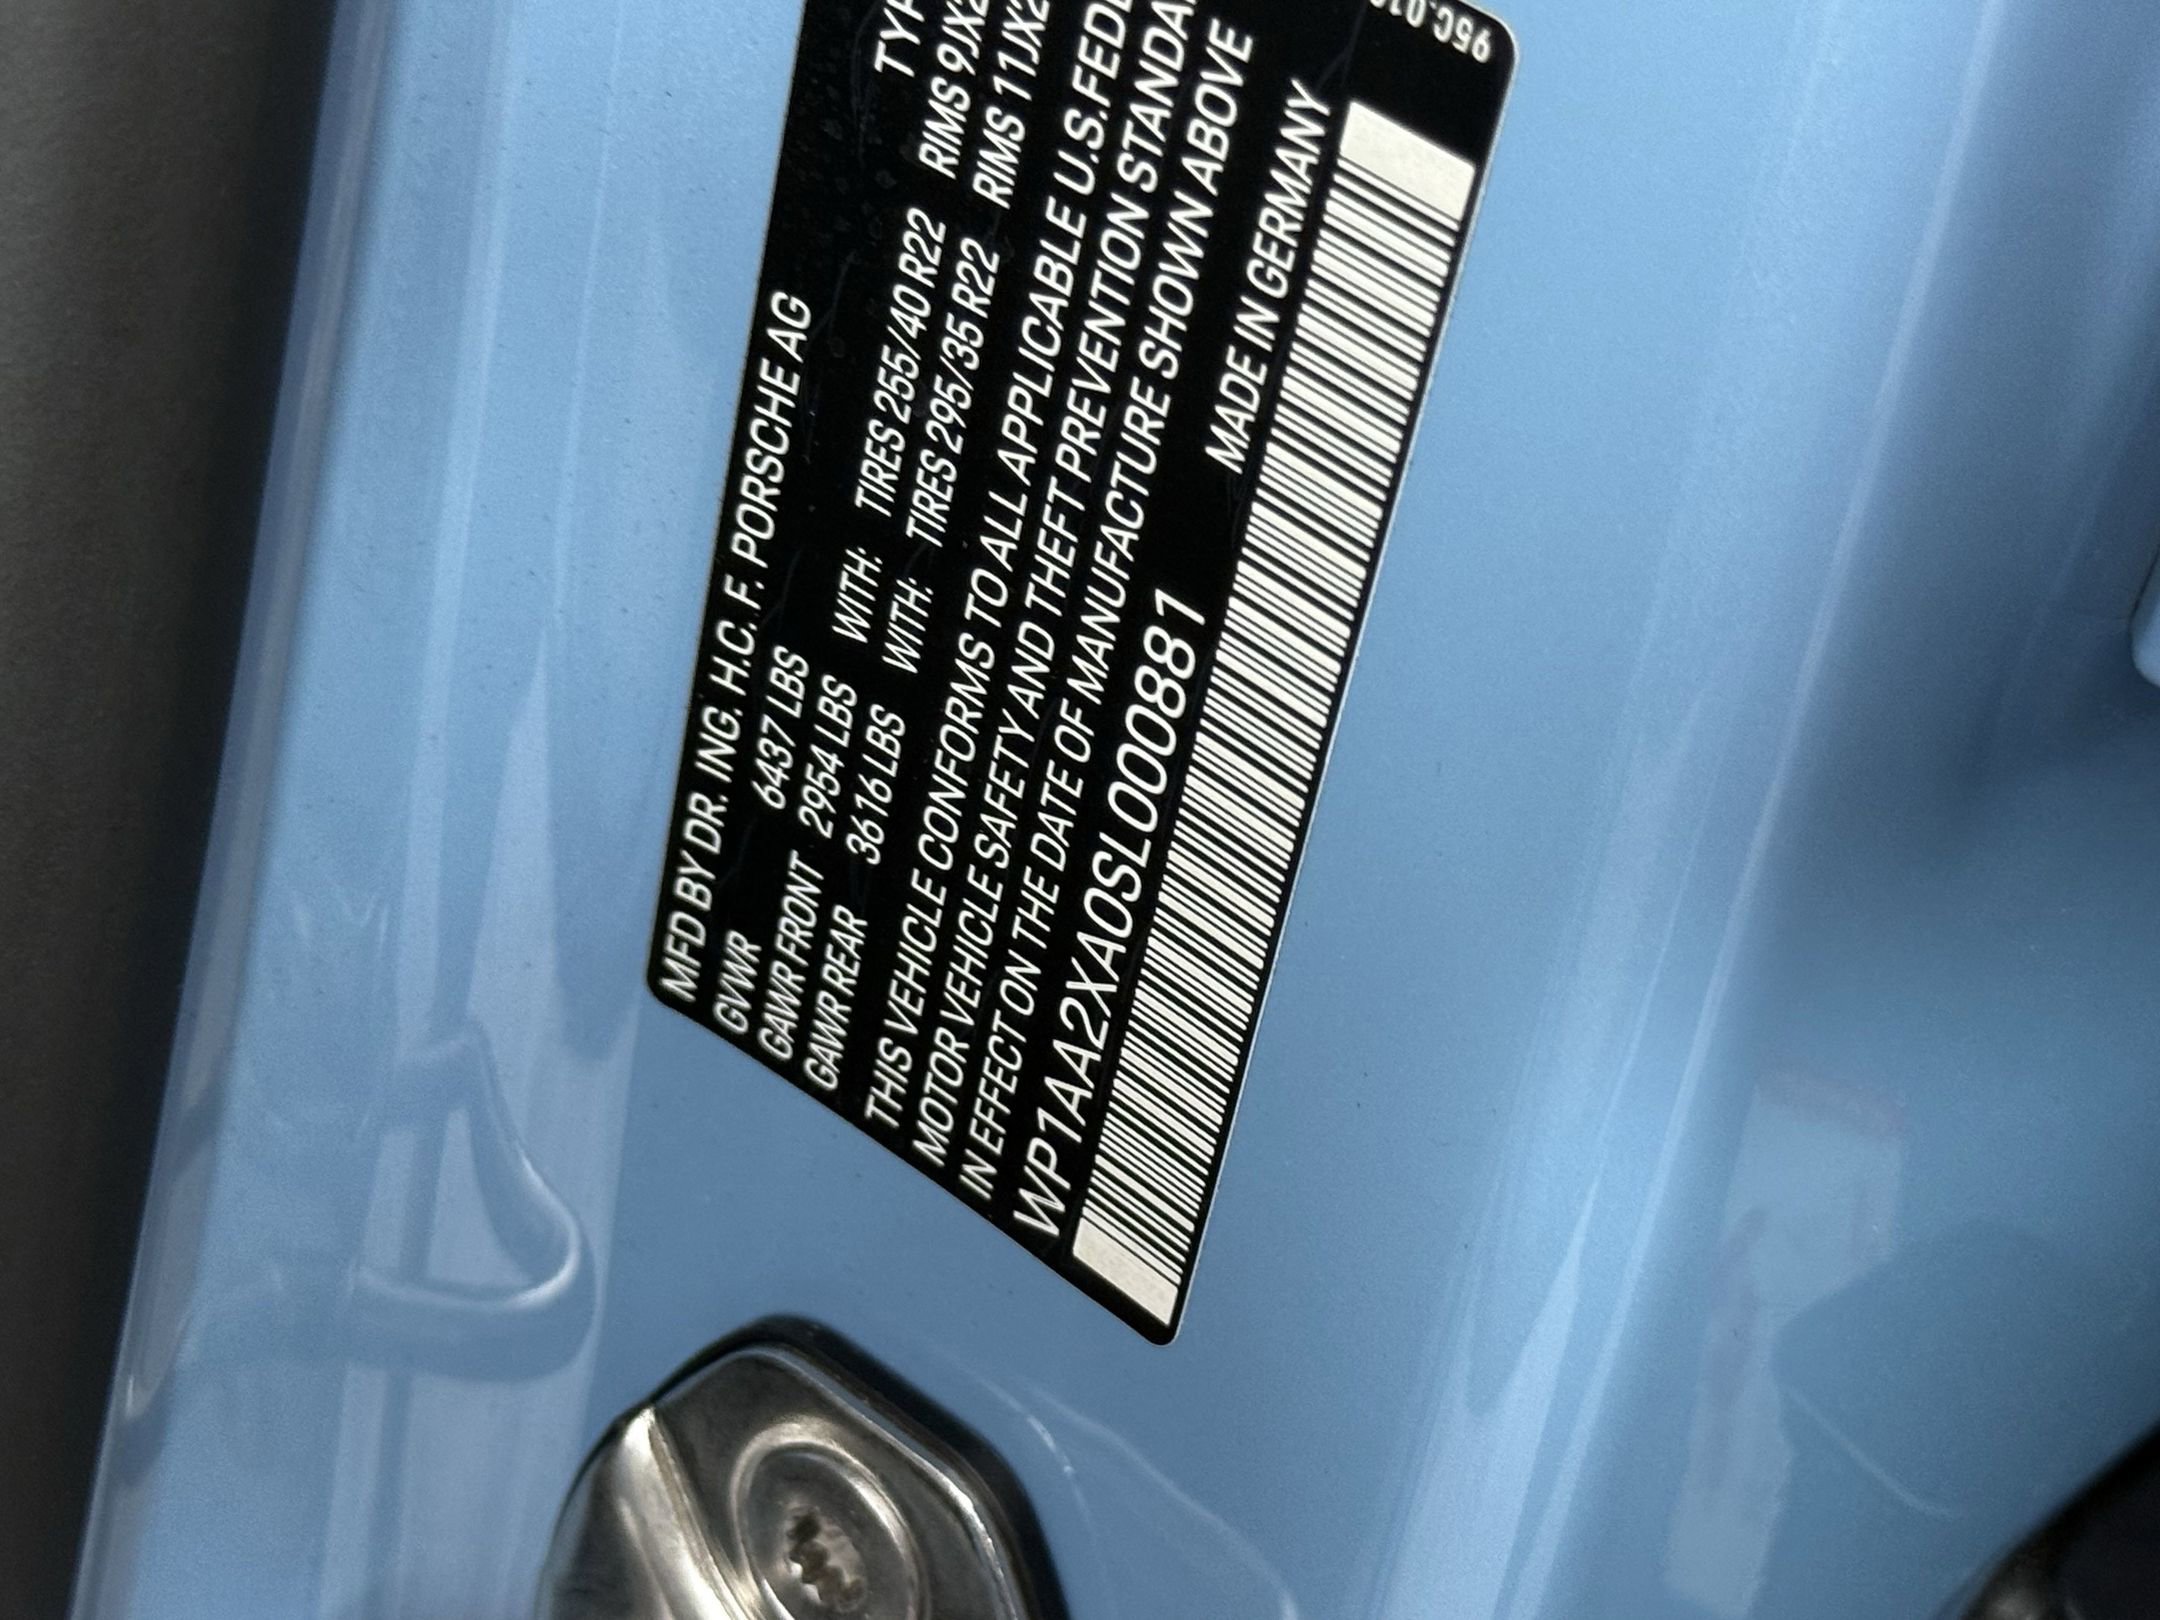 MFD BY DR. ING. H.C. F. PORSCHE AG
GVWR 6437 LBS
GAWR FRONT 2954 LBS WITH: TIRES 255/40 R22 RIMS
GAWR REAR 3616 LBS WITH: TIRES 295/35 R22 RIMS
THIS VEHICLE CONFORMS TO ALL APPLICABLE U.S.
MOTOR VEHICLE SAFETY AND THEFT PREVENTION
IN EFFECT ON THE DATE OF MANUFACTURE SHOWN ABOVE
WP1AA2XA0SL000881
MADE IN GERMANY